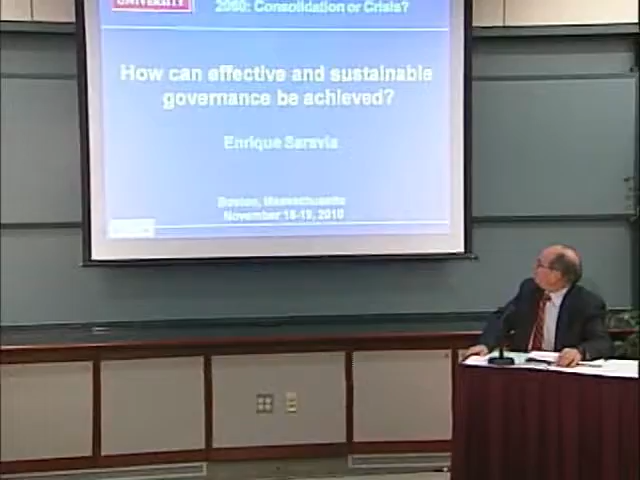 UNIVERSITY
2060: Consolidation or Crisis?
How can effective and sustainable
governance be achieved?
Enrique Saravia
Boston, Massachusetts
November 18-19, 2010